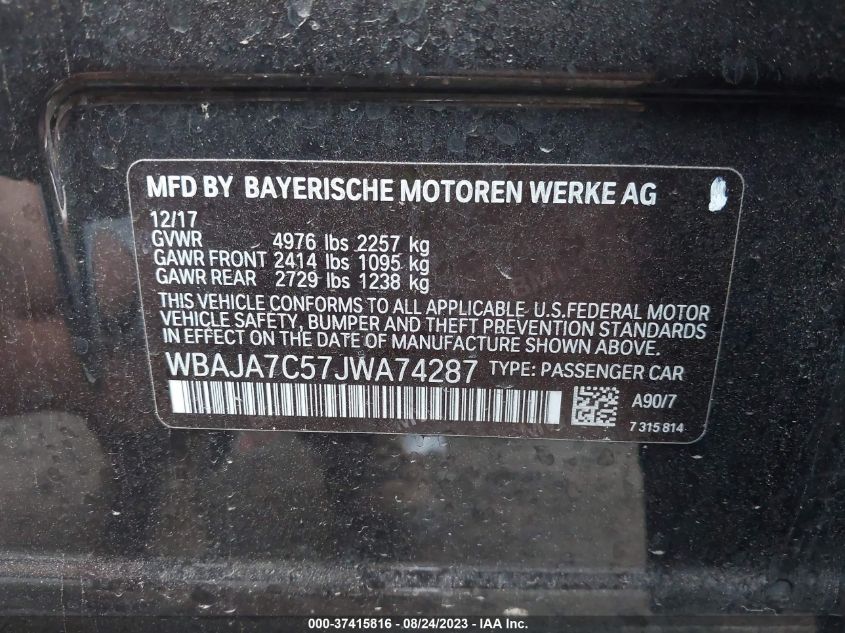 MFD BY BAYERISCHE MOTOREN WERKE AG
12/17
GVWR 4976 lbs 2257 kg
GAWR FRONT 2414 lbs 1095 kg
GAWR REAR 2729 lbs 1238 kg
THIS VEHICLE CONFORMS TO ALL APPLICABLE U.S.FEDERAL MOTOR
VEHICLE SAFETY, BUMPER AND THEFT PREVENTION STANDARDS
IN EFFECT ON THE DATE OF MANUFACTURE SHOWN ABOVE.
WBAJA7C57JWA74287 TYPE: PASSENGER CAR
A90/7
7 315 814
000-37415816 - 08/24/2023 - © IAA Inc.